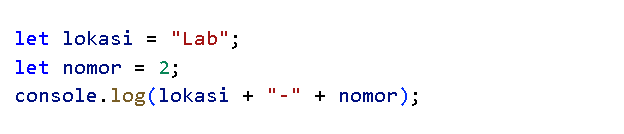 let lokasi = "Lab";
let nomor = 2;
console.log(lokasi + "-" + nomor);